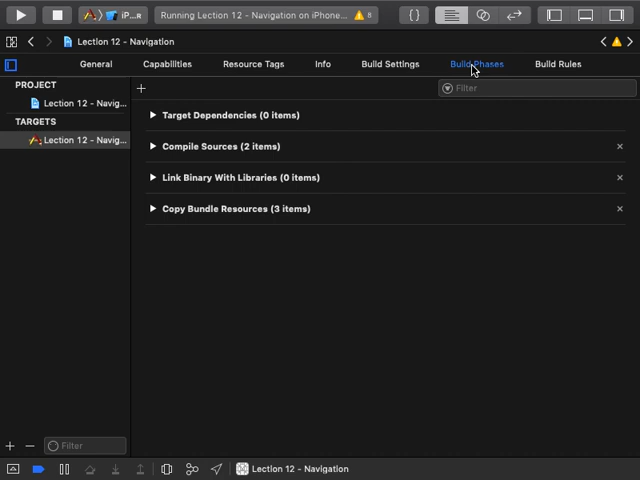 iP...R
Running Lection 12 - Navigation on iPhone... 8
Lection 12 - Navigation
General Capabilities Resource Tags Info Build Settings Build Phases Build Rules
PROJECT
Lection 12 - Navig...
TARGETS
Lection 12 - Navig...
Filter
Target Dependencies (0 items)
Compile Sources (2 items)
Link Binary With Libraries (0 items)
Copy Bundle Resources (3 items)
Filter
Lection 12 - Navigation